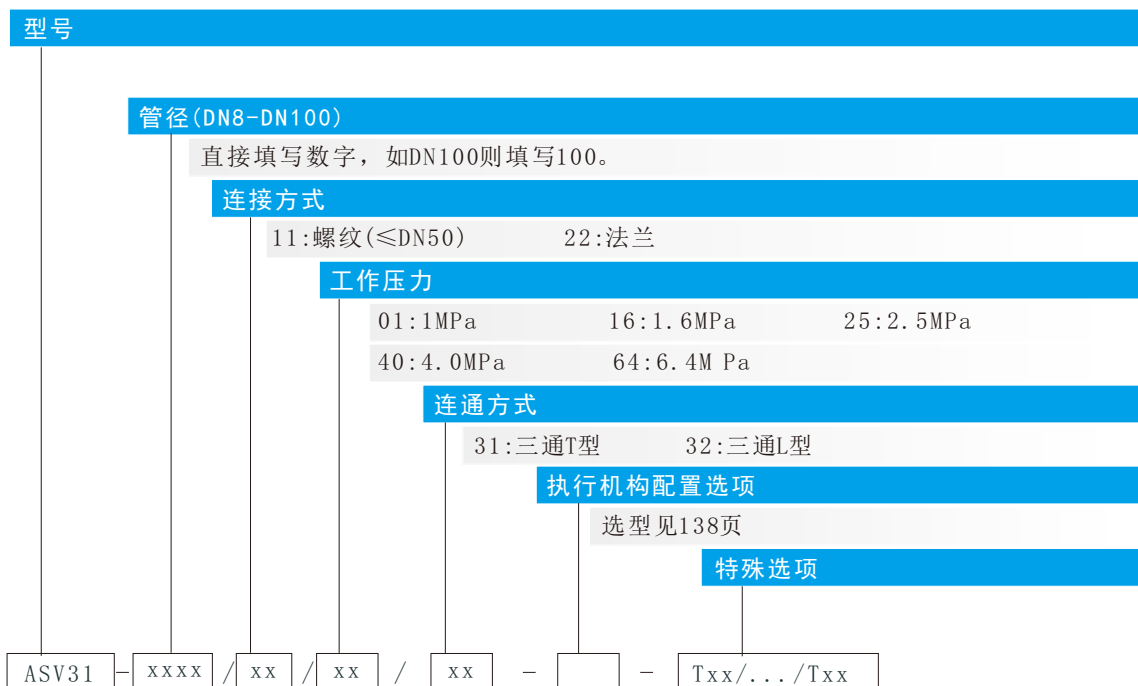 型号
管径(DN8-DN100)
直接填写数字，如DN100则填写100。
连接方式
11:螺纹(≤DN50) 22:法兰
工作压力
01:1MPa 16:1.6MPa 25:2.5MPa
40:4.0MPa 64:6.4M Pa
连通方式
31:三通T型 32:三通L型
执行机构配置选项
选型见138页
特殊选项
ASV31 - xxxx / xx / xx / xx - - Txx/.../Txx